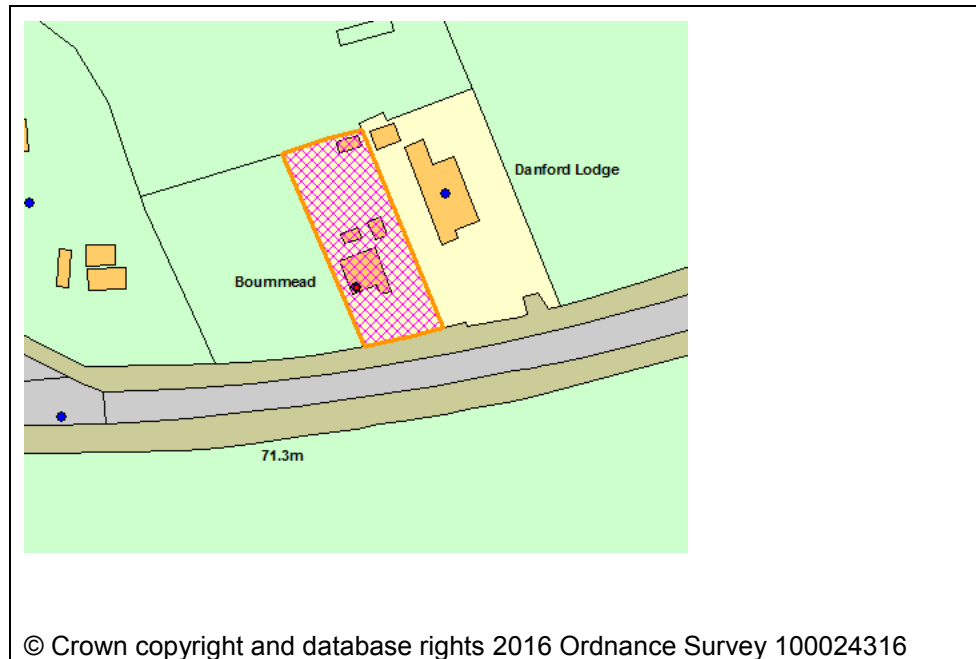 Danford Lodge
Bournmead
71.3m
© Crown copyright and database rights 2016 Ordnance Survey 100024316